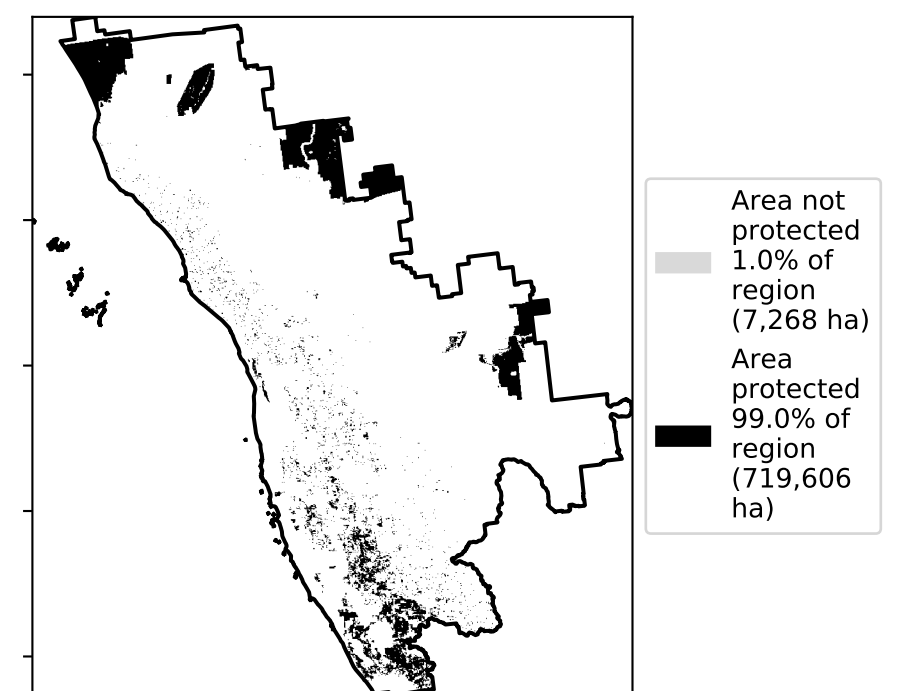 Area not
protected
1.0% of
region
(7,268 ha)
Area
protected
99.0% of
region
(719,606
ha)